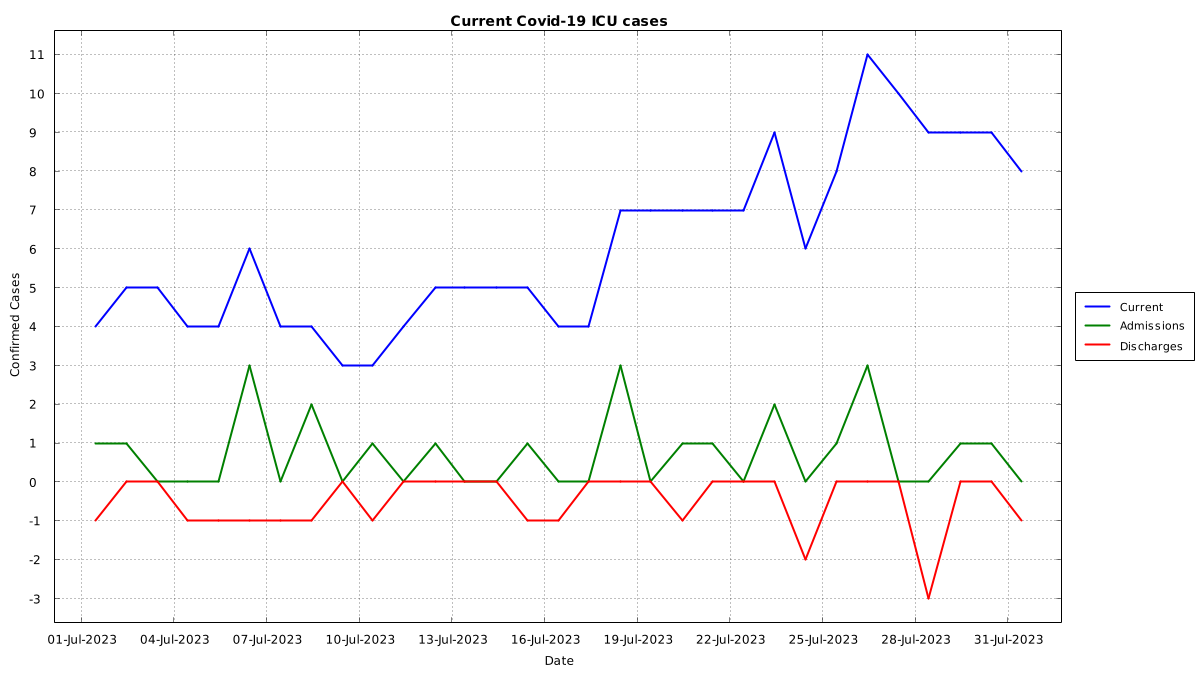 Current Covid-19 ICU cases
11
10
9
8
7
6
5
4
3
2
1
0
-1
-2
-3
Confirmed Cases
01-Jul-2023 04-Jul-2023 07-Jul-2023 10-Jul-2023 13-Jul-2023 16-Jul-2023 19-Jul-2023 22-Jul-2023 25-Jul-2023 28-Jul-2023 31-Jul-2023
Date
Current
Admissions
Discharges